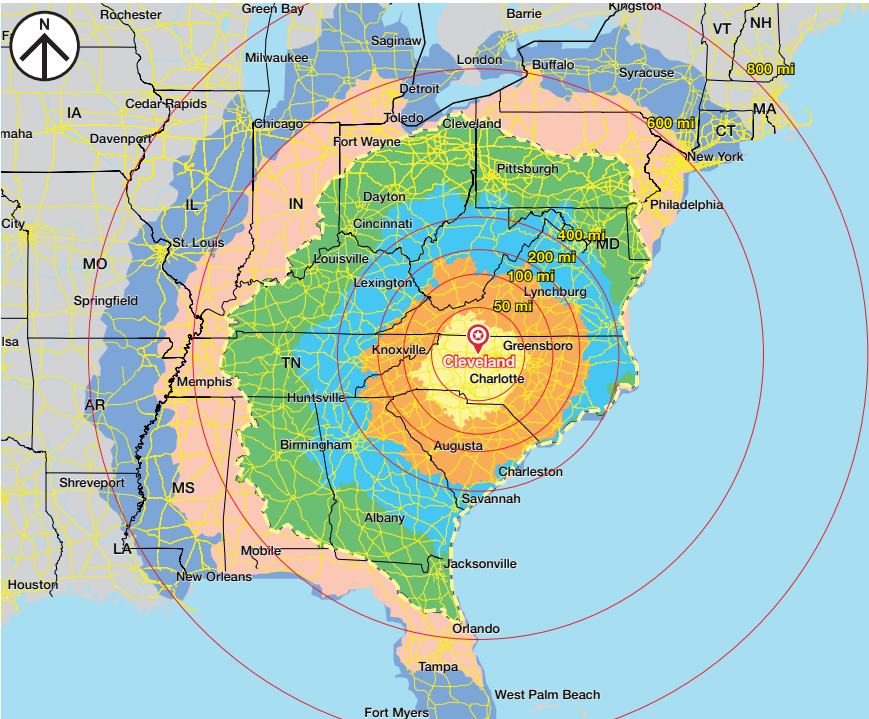 Rochester
Green Bay
Barrie
Kingston
VT
NH
N
Saginaw
Milwaukee
London
Buffalo
Syracuse
800 mi
Detroit
IA
Cedar Rapids
MA
Toledo
Chicago
Cleveland
600 mi
CT
maha
Davenport
Fort Wayne
New York
Pittsburgh
Dayton
IL
IN
Philadelphia
City
Cincinnati
400 mi
MD
St. Louis
Louisville
200 mi
MO
100 mi
Lexington
Lynchburg
Springfield
50 mi
lsa
Knoxville
Greensboro
TN
Cleveland
Memphis
Charlotte
Huntsville
AR
Birmingham
Augusta
Charleston
Shreveport
MS
Savannah
Albany
LA
Mobile
Jacksonville
New Orleans
Houston
Orlando
Tampa
West Palm Beach
Fort Myers